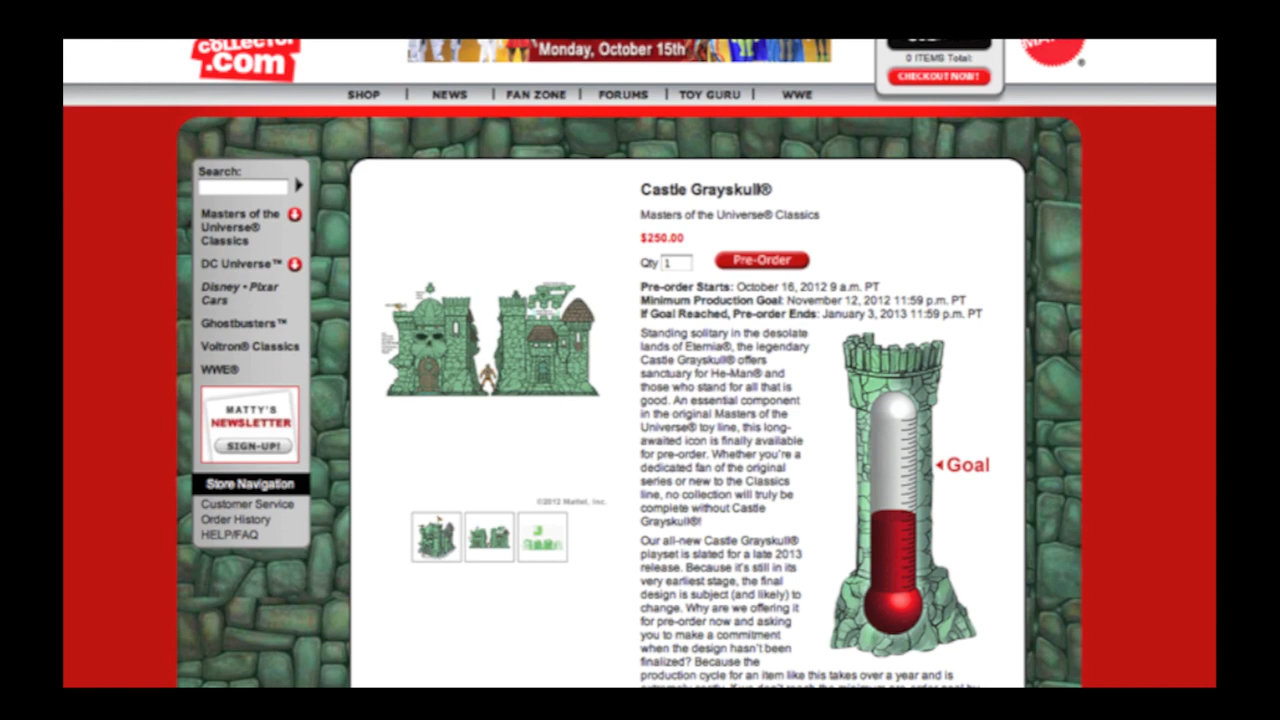 COLLECTOR
.com
Monday, October 15th
0 ITEMS Total:
CHECKOUT NOW!
SHOP | NEWS | FAN ZONE | FORUMS | TOY GURU | WWE
Search:
Masters of the
Universe®
Classics
DC Universe™
Disney • Pixar
Cars
Ghostbusters™
Voltron® Classics
WWE®
MATTY'S
NEWSLETTER
SIGN-UP!
Store Navigation
Customer Service
Order History
HELP/FAQ
©2012 Mattel, Inc.
Castle Grayskull®
Masters of the Universe® Classics
$250.00
Qty 1 Pre-Order
Pre-order Starts: October 16, 2012 9 a.m. PT
Minimum Production Goal: November 12, 2012 11:59 p.m. PT
If Goal Reached, Pre-order Ends: January 3, 2013 11:59 p.m. PT
Standing solitary in the desolate
lands of Eternia®, the legendary
Castle Grayskull® offers
sanctuary for He-Man® and
those who stand for all that is
good. An essential component
in the original Masters of the
Universe® toy line, this long-
awaited icon is finally available
for pre-order. Whether you're a
dedicated fan of the original
series or new to the Classics
line, no collection will truly be
complete without Castle
Grayskull®!
Goal
Our all-new Castle Grayskull®
playset is slated for a late 2013
release. Because it's still in its
very earliest stage, the final
design is subject (and likely) to
change. Why are we offering it
for pre-order now and asking
you to make a commitment
when the design hasn't been
finalized? Because the
production cycle for an item like this takes over a year and is